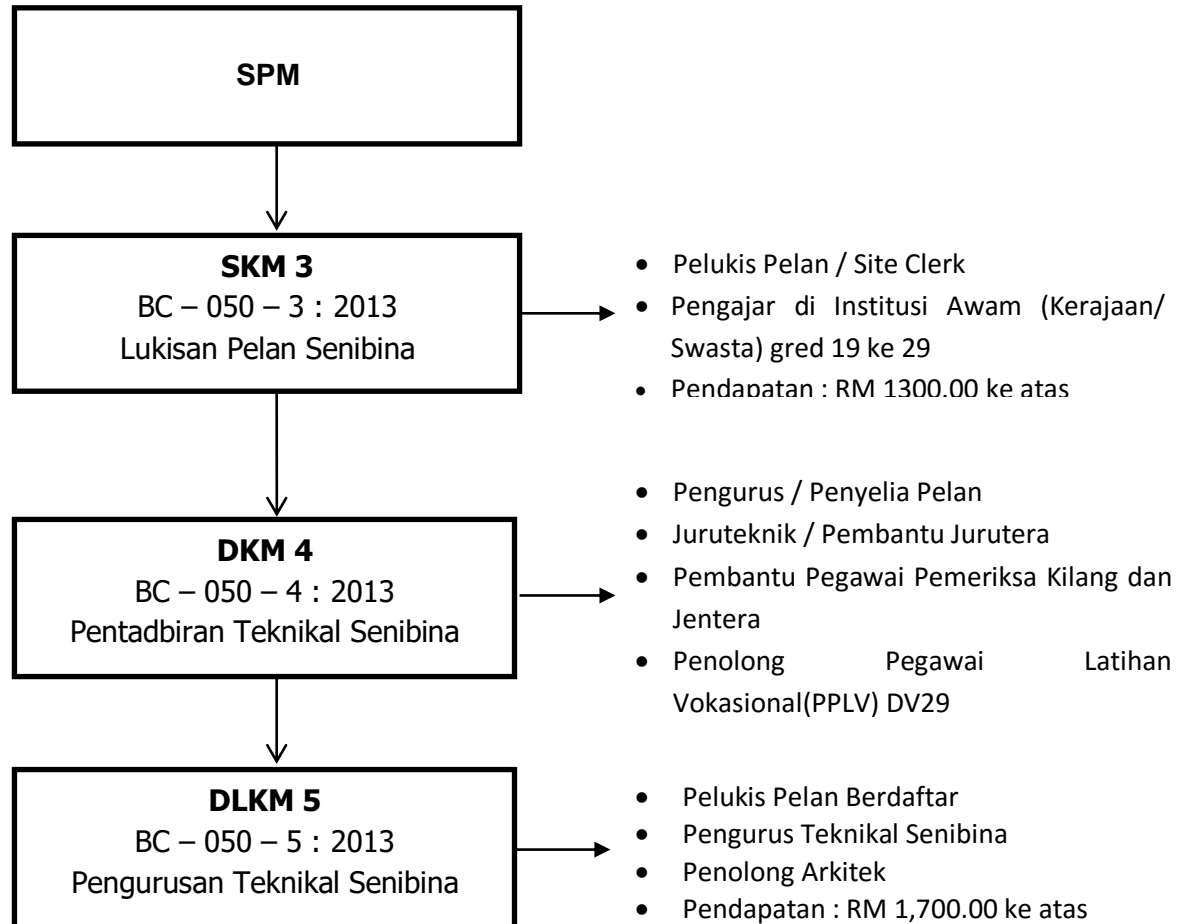 SPM
SKM 3
BC – 050 – 3 : 2013
Lukisan Pelan Senibina
• Pelukis Pelan / Site Clerk
• Pengajar di Institusi Awam (Kerajaan/
Swasta) gred 19 ke 29
• Pendapatan : RM 1300.00 ke atas
DKM 4
BC – 050 – 4 : 2013
Pentadbiran Teknikal Senibina
• Pengurus / Penyelia Pelan
• Juruteknik / Pembantu Jurutera
• Pembantu Pegawai Pemeriksa Kilang dan
Jentera
• Penolong Pegawai Latihan
Vokasional(PPLV) DV29
DLKM 5
BC – 050 – 5 : 2013
Pengurusan Teknikal Senibina
• Pelukis Pelan Berdaftar
• Pengurus Teknikal Senibina
• Penolong Arkitek
• Pendapatan : RM 1,700.00 ke atas